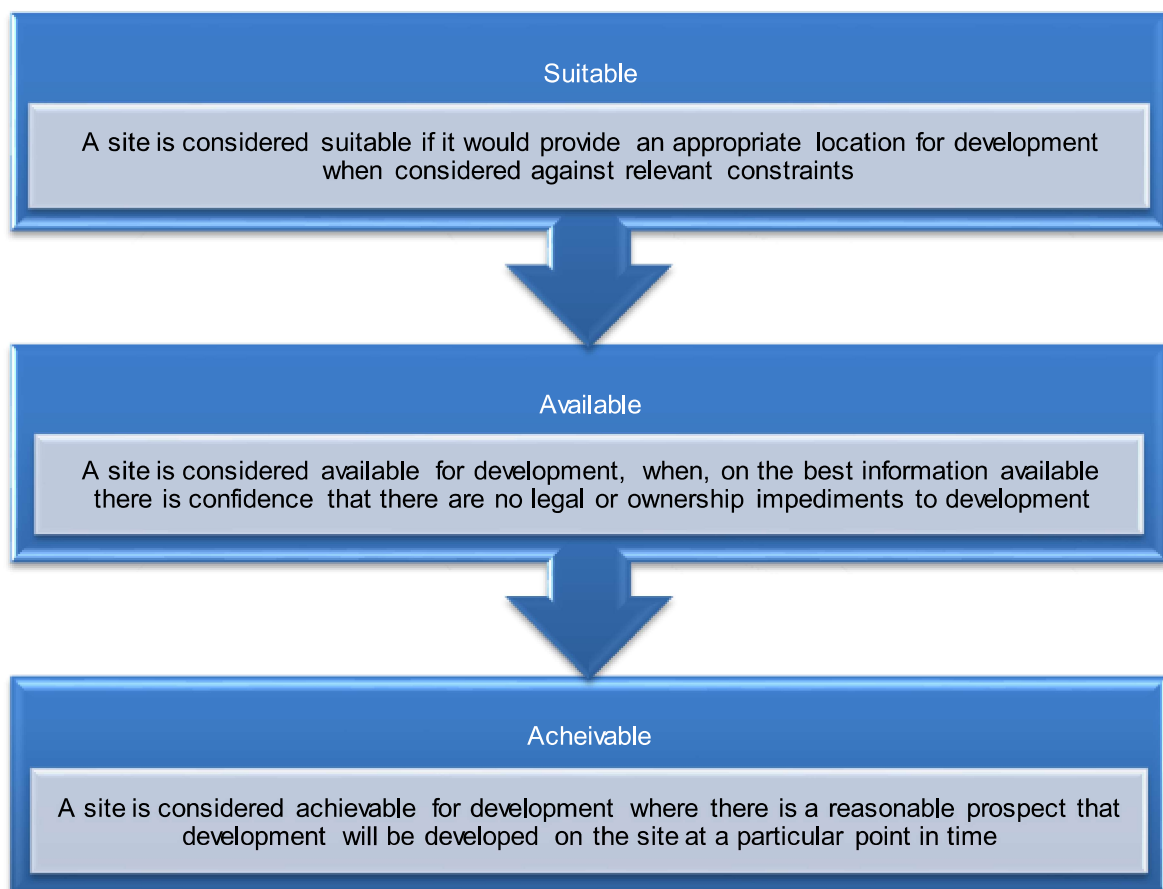 Suitable
A site is considered suitable if it would provide an appropriate location for development
when considered against relevant constraints
Available
A site is considered available for development, when, on the best information available
there is confidence that there are no legal or ownership impediments to development
Acheivable
A site is considered achievable for development where there is a reasonable prospect that
development will be developed on the site at a particular point in time